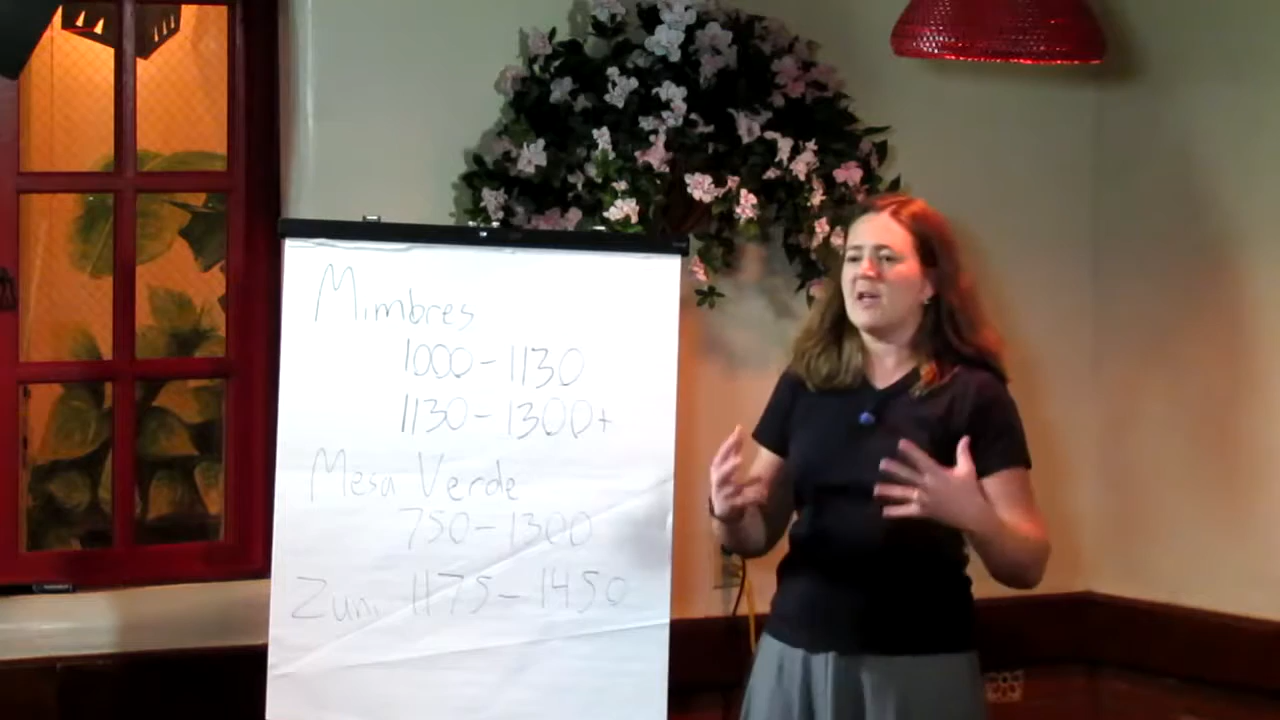 Mimbres
1000-1130
1130-1300+
Mesa Verde
750-1300
Zuni 1175-1450